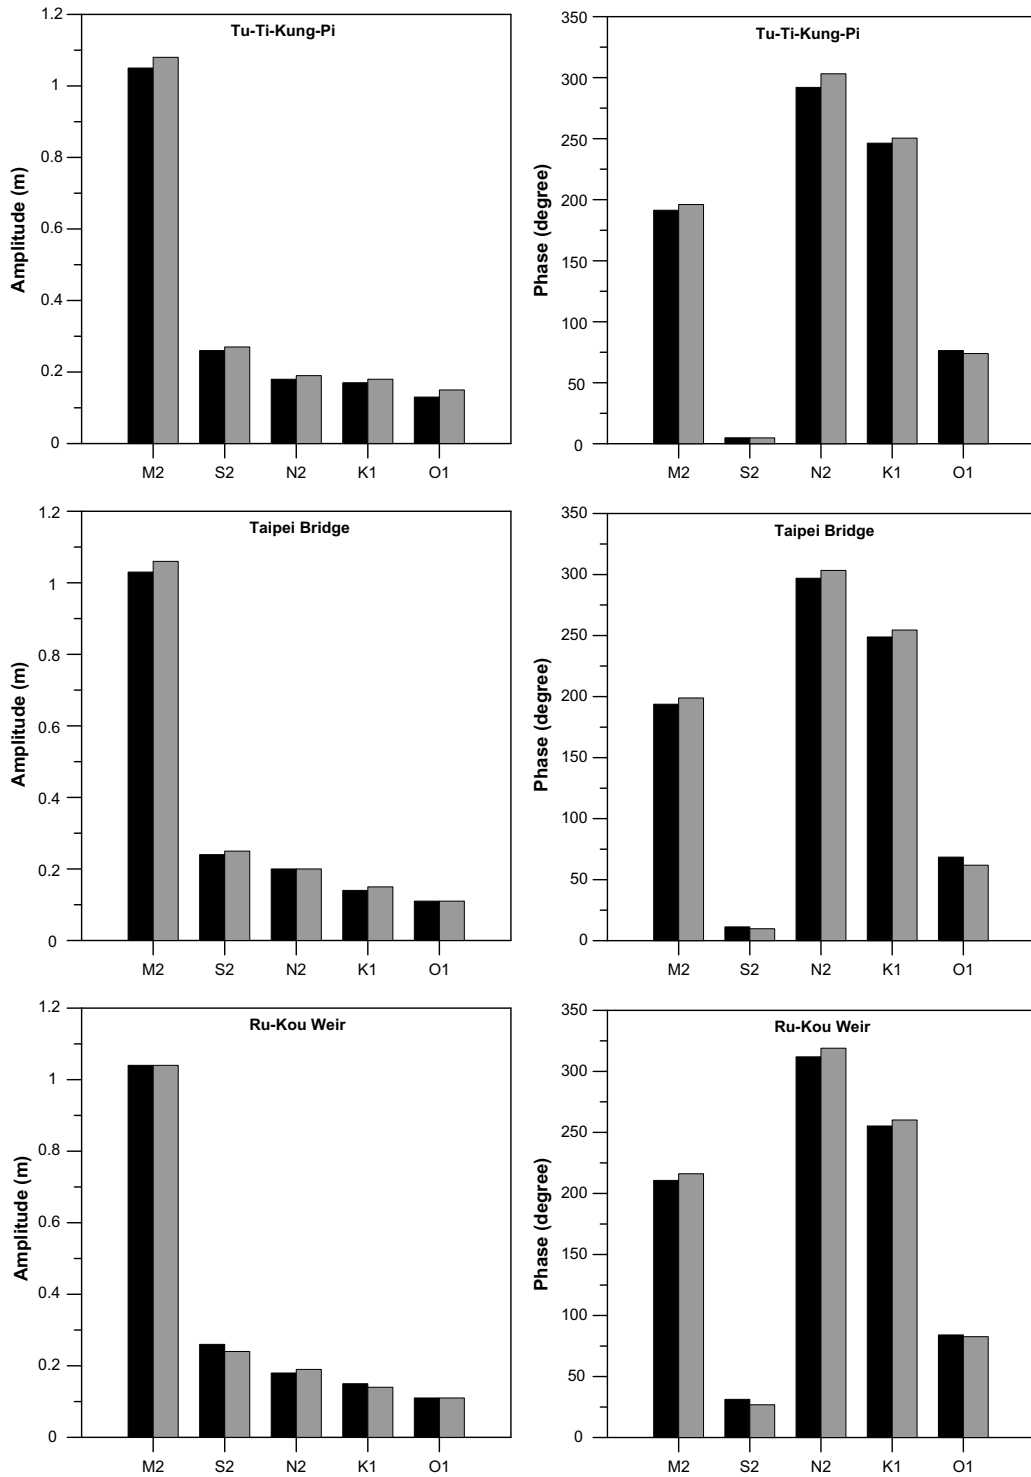 Tu-Ti-Kung-Pi
Amplitude (m)
1.2
1
0.8
0.6
0.4
0.2
0
M2 S2 N2 K1 O1
Tu-Ti-Kung-Pi
Phase (degree)
350
300
250
200
150
100
50
0
M2 S2 N2 K1 O1
Taipei Bridge
Amplitude (m)
1.2
1
0.8
0.6
0.4
0.2
0
M2 S2 N2 K1 O1
Taipei Bridge
Phase (degree)
350
300
250
200
150
100
50
0
M2 S2 N2 K1 O1
Ru-Kou Weir
Amplitude (m)
1.2
1
0.8
0.6
0.4
0.2
0
M2 S2 N2 K1 O1
Ru-Kou Weir
Phase (degree)
350
300
250
200
150
100
50
0
M2 S2 N2 K1 O1